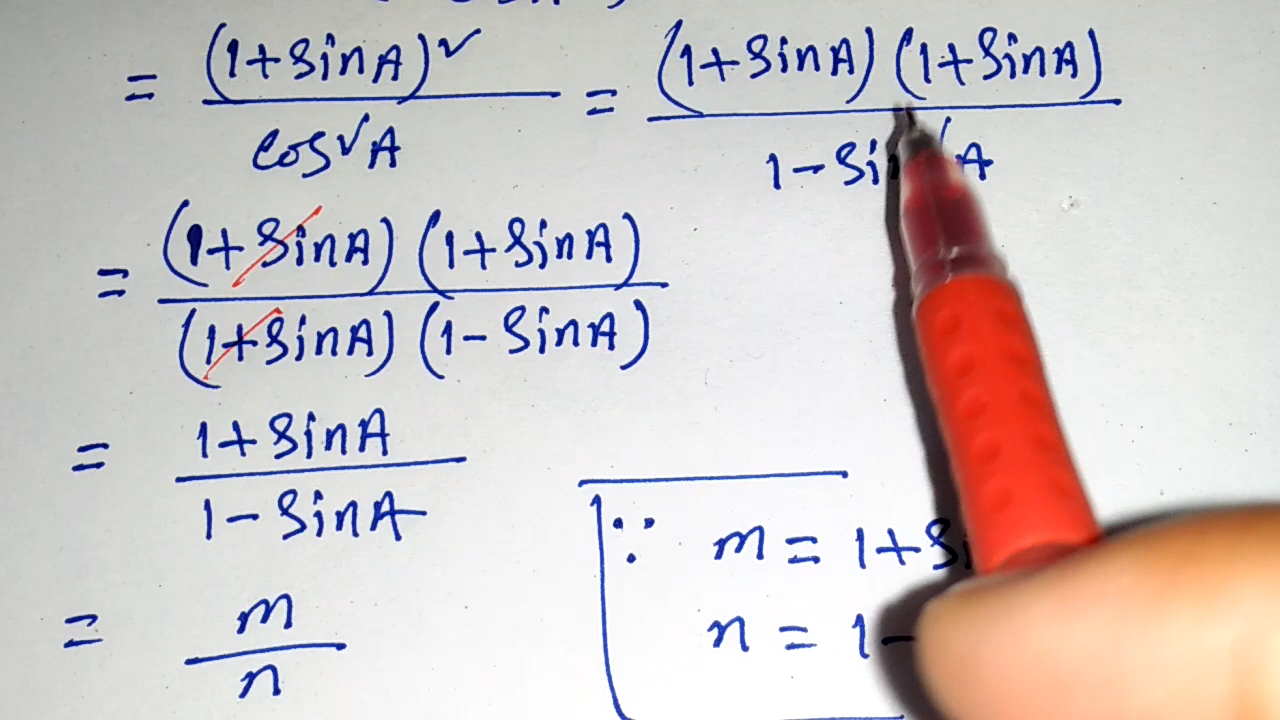 = (1+SinA)² / cos²A = (1+SinA) (1+SinA) / 1-Sin²A
= (1+SinA) (1+SinA) / (1+SinA) (1-SinA)
= 1+SinA / 1-SinA
= m / n
∵ m = 1+S
n = 1-